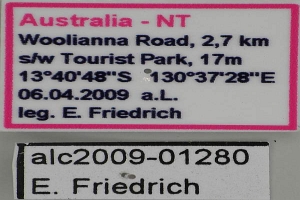 Australia - NT
Woolianna Road, 2,7 km
s/w Tourist Park, 17m
13°40'48''S 130°37'28''E
06.04.2009 a.L.
leg. E. Friedrich
alc2009-01280
E. Friedrich